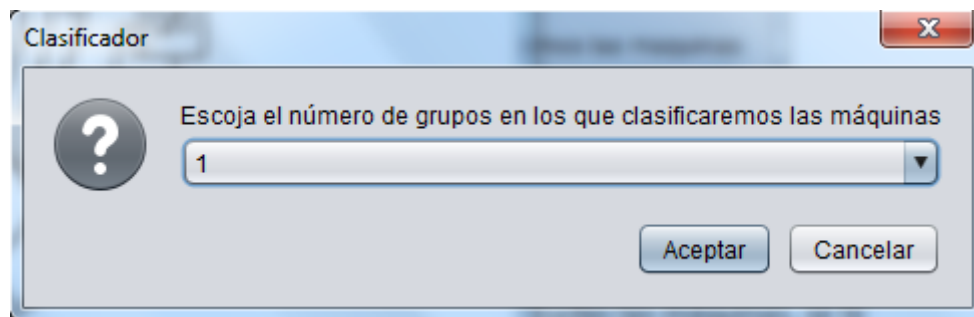 Clasificador
Escoja el número de grupos en los que clasificaremos las máquinas
1
Aceptar
Cancelar